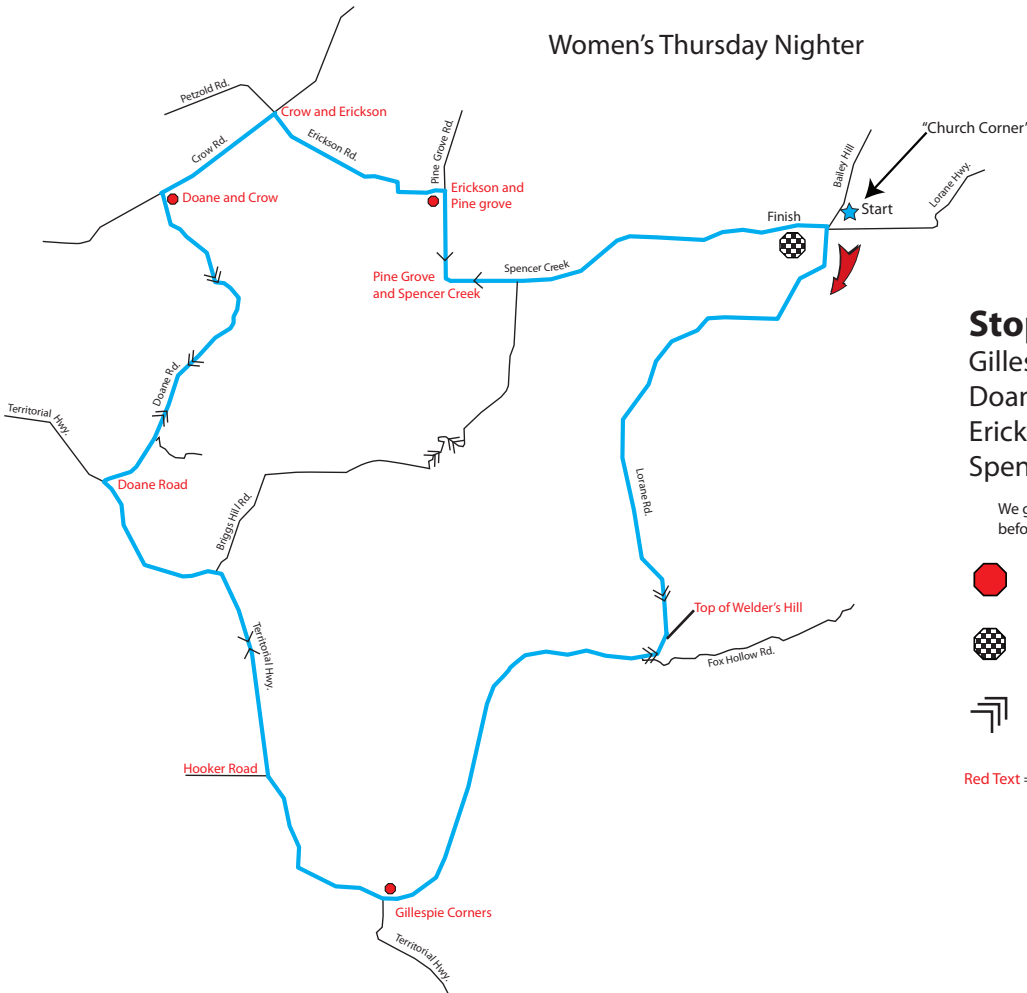 Women's Thursday Nighter
Petzold Rd.
Crow and Erickson
"Church Corner"
Crow Rd.
Erickson Rd.
Pine Grove Rd.
Bailey Hill
Lorane Hwy.
Doane and Crow
Erickson and
Pine grove
Finish
Start
Pine Grove
and Spencer Creek
Spencer Creek
Stop
Gilles
Doan
Erick
Spen
Doane Rd.
Territorial Hwy.
Doane Road
Briggs Hill Rd.
Lorane Rd.
We g
befo
Top of Welder's Hill
Territorial Hwy.
Fox Hollow Rd.
Hooker Road
Red Text =
Gillespie Corners
Territorial Hwy.